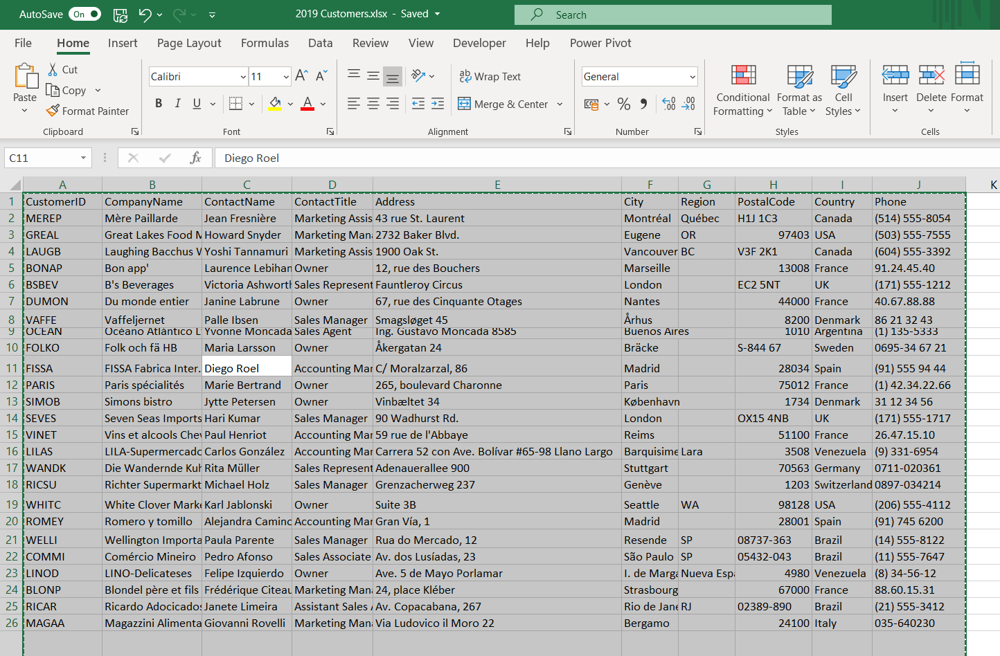 AutoSave On 2019 Customers.xlsx - Saved Search
File Home Insert Page Layout Formulas Data Review View Developer Help Power Pivot
Paste Cut Copy Format Painter Clipboard
Calibri 11 A A B I U A Font
ab Wrap Text Merge & Center Alignment
General % Number
Conditional Formatting Format as Table Cell Styles Styles
Insert Delete Format Cells
C11 fx Diego Roel
A B C D E F G H I J K
1 CustomerID CompanyName ContactName ContactTitle Address City Region PostalCode Country Phone
2 MEREP Mère Paillarde Jean Fresnière Marketing Assis 43 rue St. Laurent Montréal Québec H1J 1C3 Canada (514) 555-8054
3 GREAL Great Lakes Food M Howard Snyder Marketing Man 2732 Baker Blvd. Eugene OR 97403 USA (503) 555-7555
4 LAUGB Laughing Bacchus W Yoshi Tannamuri Marketing Assis 1900 Oak St. Vancouver BC V3F 2K1 Canada (604) 555-3392
5 BONAP Bon app' Laurence Lebihan Owner 12, rue des Bouchers Marseille 13008 France 91.24.45.40
6 BSBEV B's Beverages Victoria Ashworth Sales Represent Fauntleroy Circus London EC2 5NT UK (171) 555-1212
7 DUMON Du monde entier Janine Labrune Owner 67, rue des Cinquante Otages Nantes 44000 France 40.67.88.88
8 VAFFE Vaffeljernet Palle Ibsen Sales Manager Smagsløget 45 Århus 8200 Denmark 86 21 32 43
9 OCEAN Océano Atlántico L Yvonne Moncada Sales Agent Ing. Gustavo Moncada 8585 Buenos Aires 1010 Argentina (1) 135-5333
10 FOLKO Folk och fä HB Maria Larsson Owner Åkergatan 24 Bräcke S-844 67 Sweden 0695-34 67 21
11 FISSA FISSA Fabrica Inter. Diego Roel Accounting Mar C/ Moralzarzal, 86 Madrid 28034 Spain (91) 555 94 44
12 PARIS Paris spécialités Marie Bertrand Owner 265, boulevard Charonne Paris 75012 France (1) 42.34.22.66
13 SIMOB Simons bistro Jytte Petersen Owner Vinbæltet 34 København 1734 Denmark 31 12 34 56
14 SEVES Seven Seas Imports Hari Kumar Sales Manager 90 Wadhurst Rd. London OX15 4NB UK (171) 555-1717
15 VINET Vins et alcools Chev Paul Henriot Accounting Mar 59 rue de l'Abbaye Reims 51100 France 26.47.15.10
16 LILAS LILA-Supermercado Carlos González Accounting Mar Carrera 52 con Ave. Bolívar #65-98 Llano Largo Barquisime Lara 3508 Venezuela (9) 331-6954
17 WANDK Die Wandernde Kuh Rita Müller Sales Represent Adenauerallee 900 Stuttgart 70563 Germany 0711-020361
18 RICSU Richter Supermarkt Michael Holz Sales Manager Grenzacherweg 237 Genève 1203 Switzerland 0897-034214
19 WHITC White Clover Marke Karl Jablonski Owner Suite 3B Seattle WA 98128 USA (206) 555-4112
20 ROMEY Romero y tomillo Alejandra Camino Accounting Mar Gran Vía, 1 Madrid 28001 Spain (91) 745 6200
21 WELLI Wellington Importa Paula Parente Sales Manager Rua do Mercado, 12 Resende SP 08737-363 Brazil (14) 555-8122
22 COMMI Comércio Mineiro Pedro Afonso Sales Associate Av. dos Lusíadas, 23 São Paulo SP 05432-043 Brazil (11) 555-7647
23 LINOD LINO-Delicateses Felipe Izquierdo Owner Ave. 5 de Mayo Porlamar I. de Marga Nueva Espa 4980 Venezuela (8) 34-56-12
24 BLONP Blondel père et fils Frédérique Citeau Marketing Man 24, place Kléber Strasbourg 67000 France 88.60.15.31
25 RICAR Ricardo Adocicados Janete Limeira Assistant Sales A Av. Copacabana, 267 Rio de Jane RJ 02389-890 Brazil (21) 555-3412
26 MAGAA Magazzini Alimenta Giovanni Rovelli Marketing Man Via Ludovico il Moro 22 Bergamo 24100 Italy 035-640230